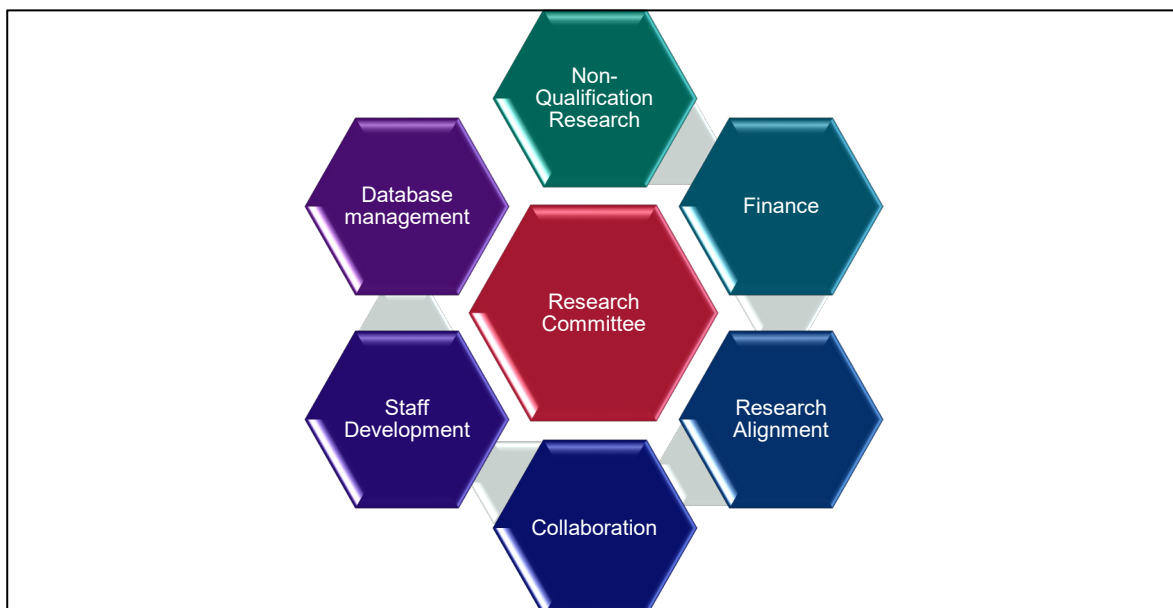 Non-
Qualification
Research
Database
management
Finance
Research
Committee
Staff
Development
Research
Alignment
Collaboration